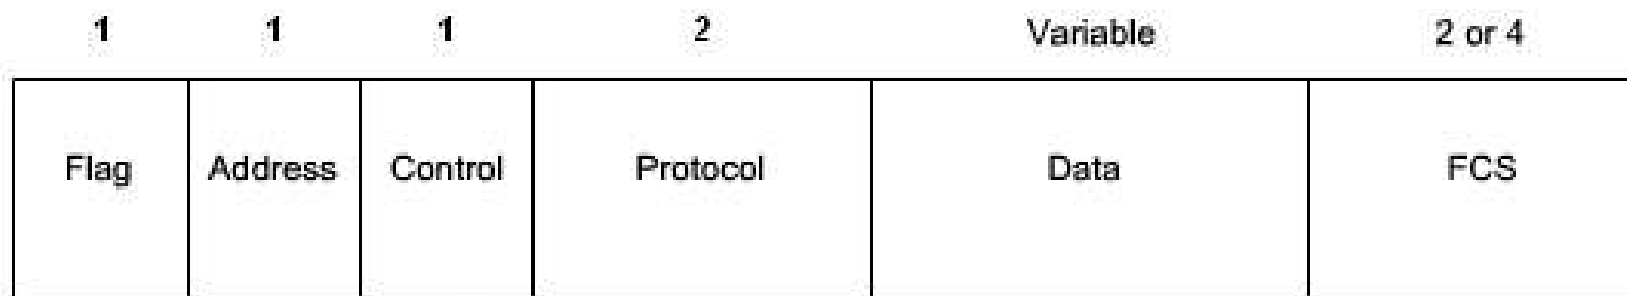 1 1 1 2 Variable 2 or 4
Flag Address Control Protocol Data FCS